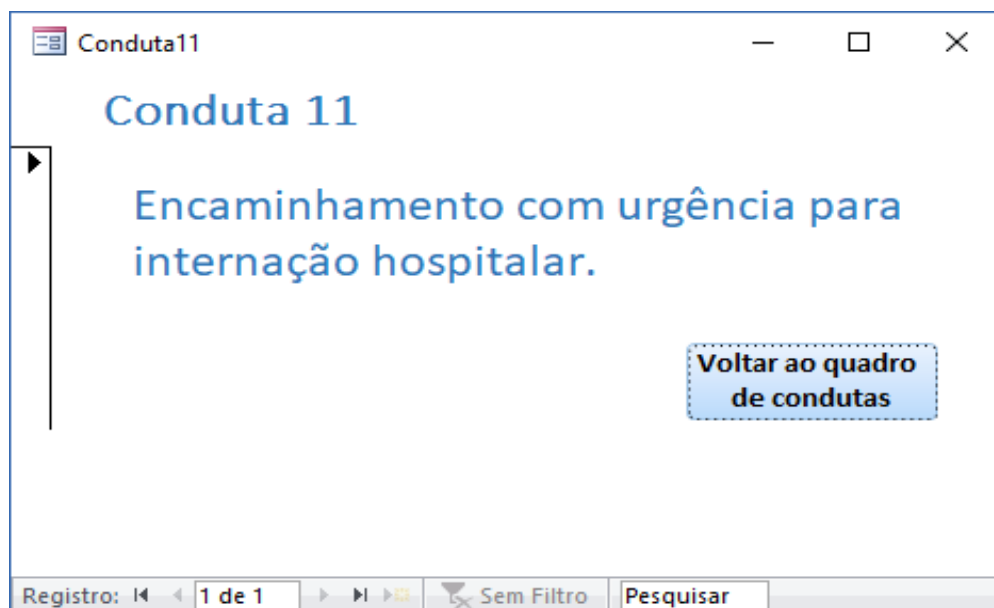 Conduta11
Conduta 11
Encaminhamento com urgência para
internação hospitalar.
Voltar ao quadro
de condutas
Registro: 1 de 1 Sem Filtro Pesquisar